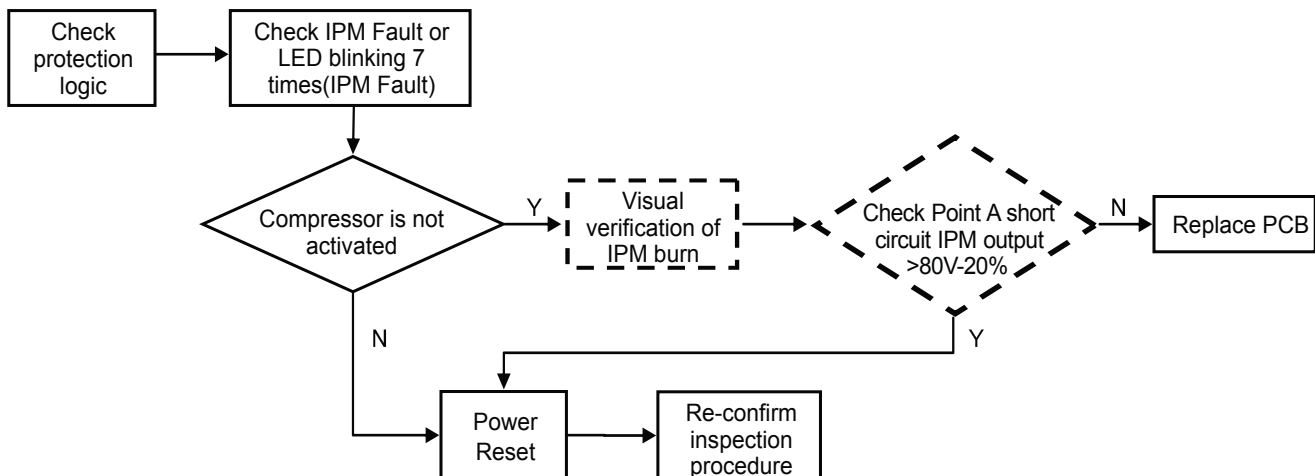 Check
protection
logic
Check IPM Fault or
LED blinking 7
times(IPM Fault)
Compressor is not
activated
Y
Visual
verification of
IPM burn
Check Point A short
circuit IPM output
>80V-20%
N
Replace PCB
N
Y
Power
Reset
Re-confirm
inspection
procedure